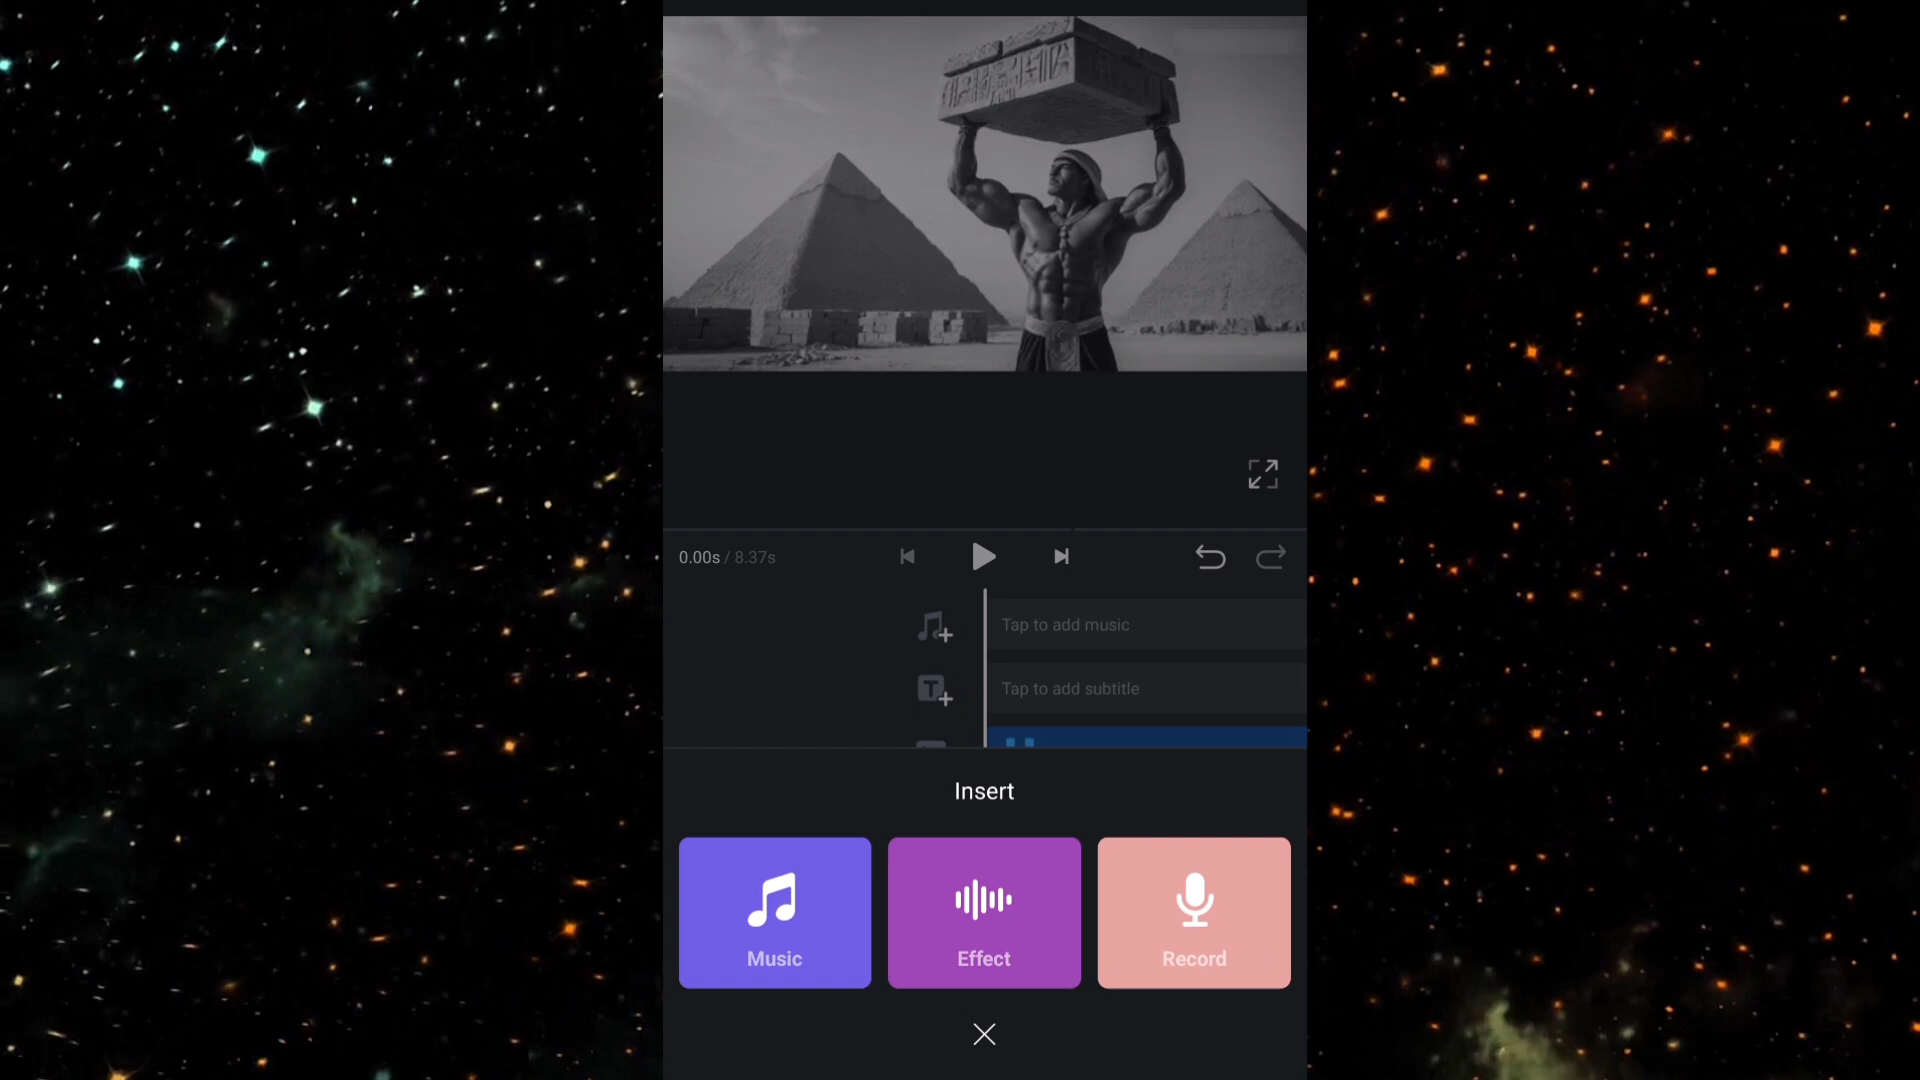 0.00s / 8.37s
Tap to add music
Tap to add subtitle
Insert
Music
Effect
Record